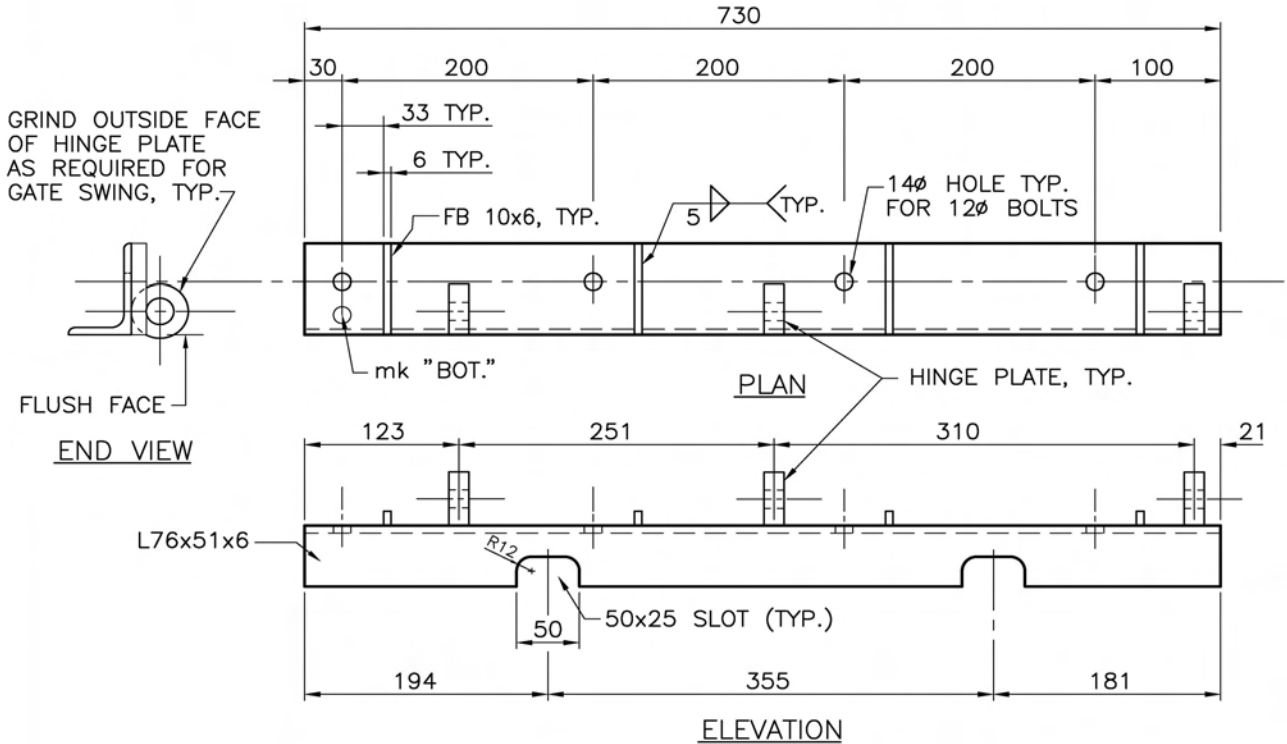 730
30 200 200 200 100
GRIND OUTSIDE FACE
OF HINGE PLATE
AS REQUIRED FOR
GATE SWING, TYP.
33 TYP.
6 TYP.
FB 10x6, TYP.
5 TYP.
14ø HOLE TYP.
FOR 12ø BOLTS
mk "BOT."
PLAN
HINGE PLATE, TYP.
FLUSH FACE
END VIEW
123 251 310 21
L76x51x6
R12
50x25 SLOT (TYP.)
50
194 355 181
ELEVATION